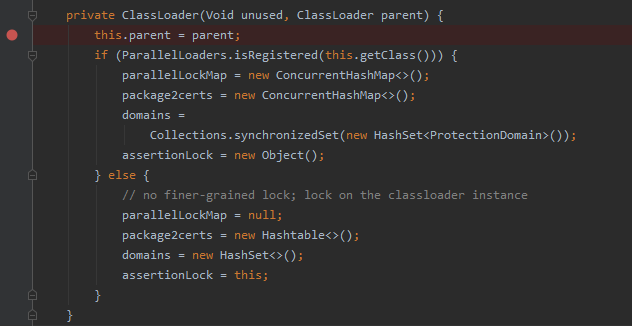 private ClassLoader(Void unused, ClassLoader parent) {
    this.parent = parent;
    if (ParallelLoaders.isRegistered(this.getClass())) {
        parallelLockMap = new ConcurrentHashMap<>();
        package2certs = new ConcurrentHashMap<>();
        domains =
            Collections.synchronizedSet(new HashSet<ProtectionDomain>());
        assertionLock = new Object();
    } else {
        // no finer-grained lock; lock on the classloader instance
        parallelLockMap = null;
        package2certs = new Hashtable<>();
        domains = new HashSet<>();
        assertionLock = this;
    }
}